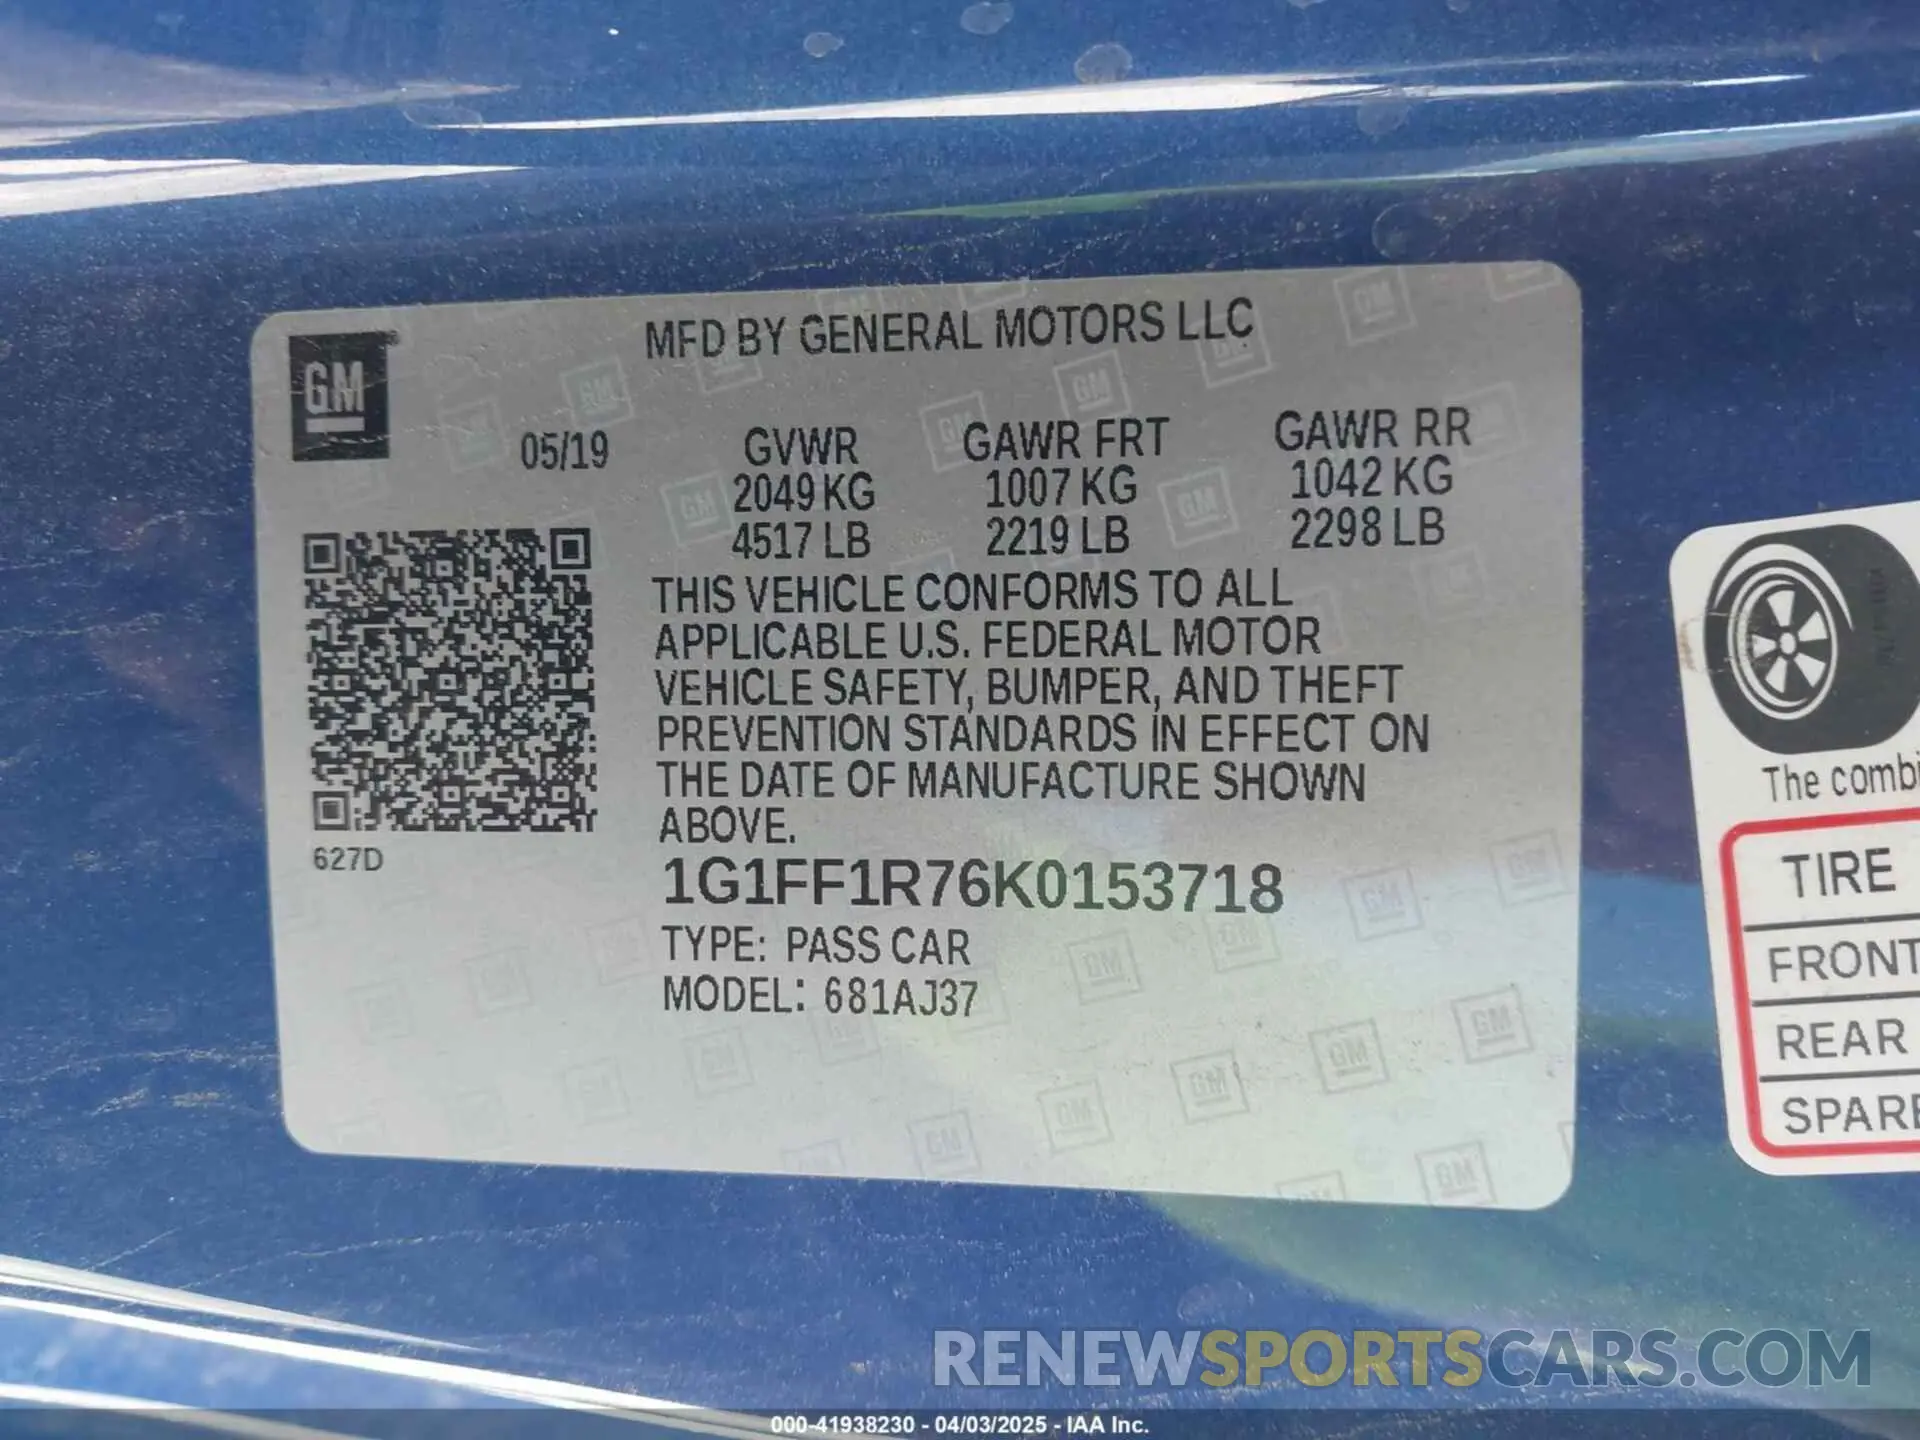 MFD BY GENERAL MOTORS LLC
GM
05/19
GVWR GAWR FRT GAWR RR
2049 KG 1007 KG 1042 KG
4517 LB 2219 LB 2298 LB
THIS VEHICLE CONFORMS TO ALL
APPLICABLE U.S. FEDERAL MOTOR
VEHICLE SAFETY, BUMPER, AND THEFT
PREVENTION STANDARDS IN EFFECT ON
THE DATE OF MANUFACTURE SHOWN
ABOVE.
627D
1G1FF1R76K0153718
TYPE: PASS CAR
MODEL: 681AJ37
The combi
TIRE
FRONT
REAR
SPARE
RENEWSPORTSCARS.COM
000-41938230 - 04/03/2025 - IAA Inc.